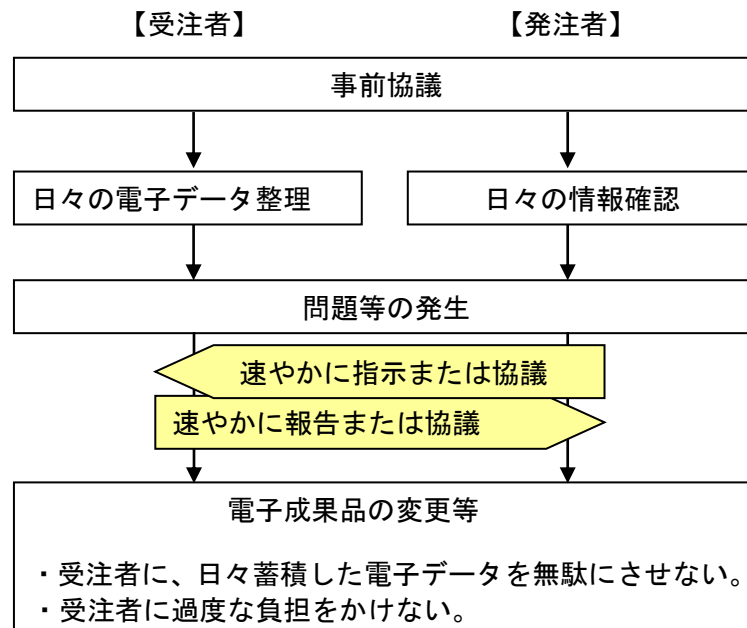 【受注者】
【発注者】
事前協議
日々の電子データ整理
日々の情報確認
問題等の発生
速やかに指示または協議
速やかに報告または協議
電子成果品の変更等
・受注者に、日々蓄積した電子データを無駄にさせない。
・受注者に過度な負担をかけない。